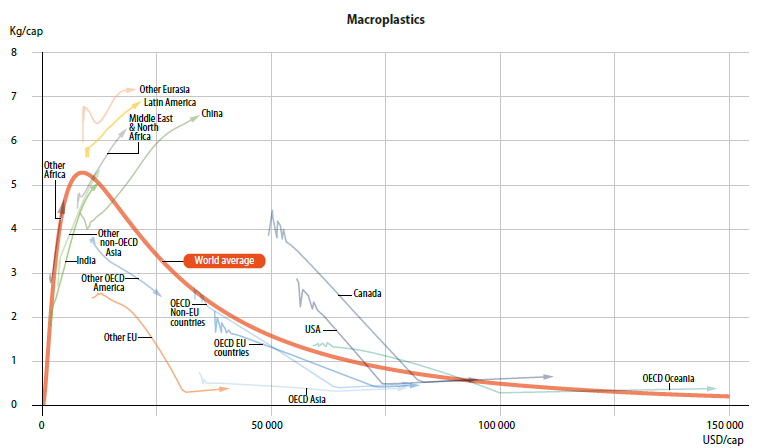 Macroplastics
Kg/cap
8
7
6
5
4
3
2
1
0
Other Eurasia
Latin America
Middle East
& North
Africa
China
Other
Africa
Other
non-OECD
Asia
India
Other OECD
America
World average
OECD
Non-EU
countries
Canada
USA
Other EU
OECD EU
countries
OECD Asia
OECD Oceania
0
50 000
100 000
150 000
USD/cap